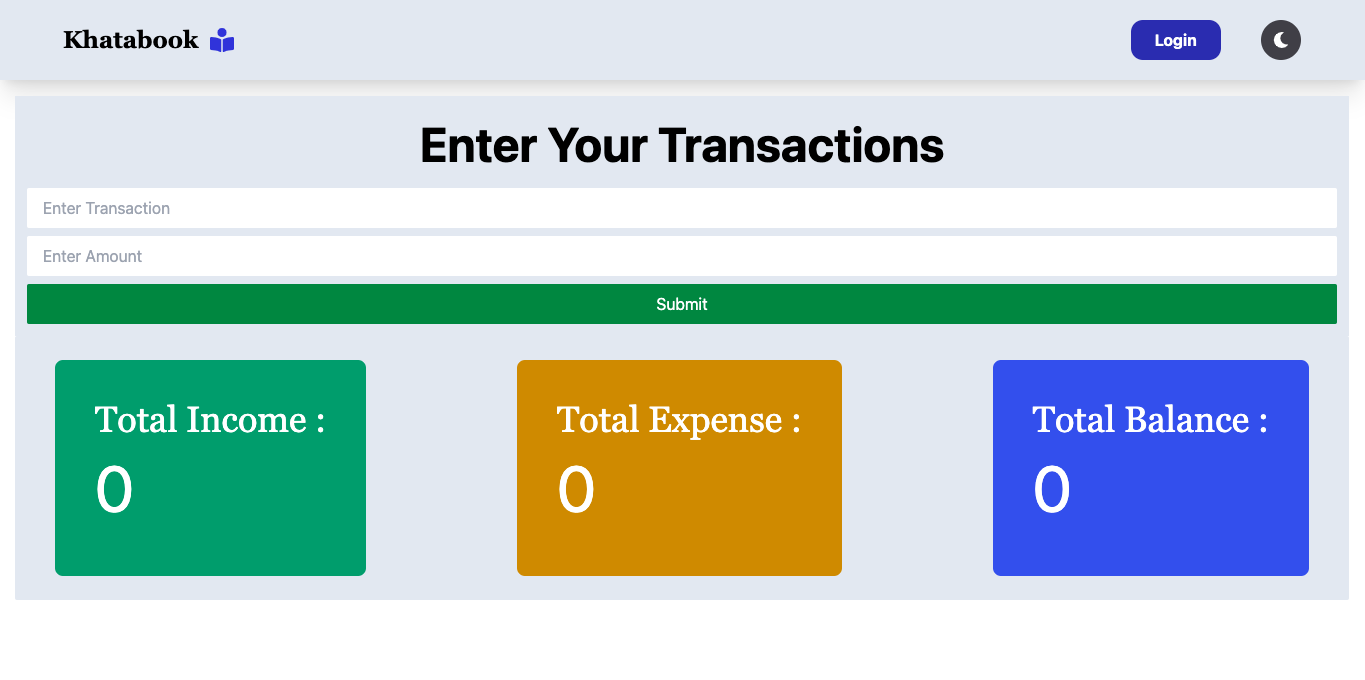 Khatabook
Login
Enter Your Transactions
Enter Transaction
Enter Amount
Submit
Total Income :
0
Total Expense :
0
Total Balance :
0